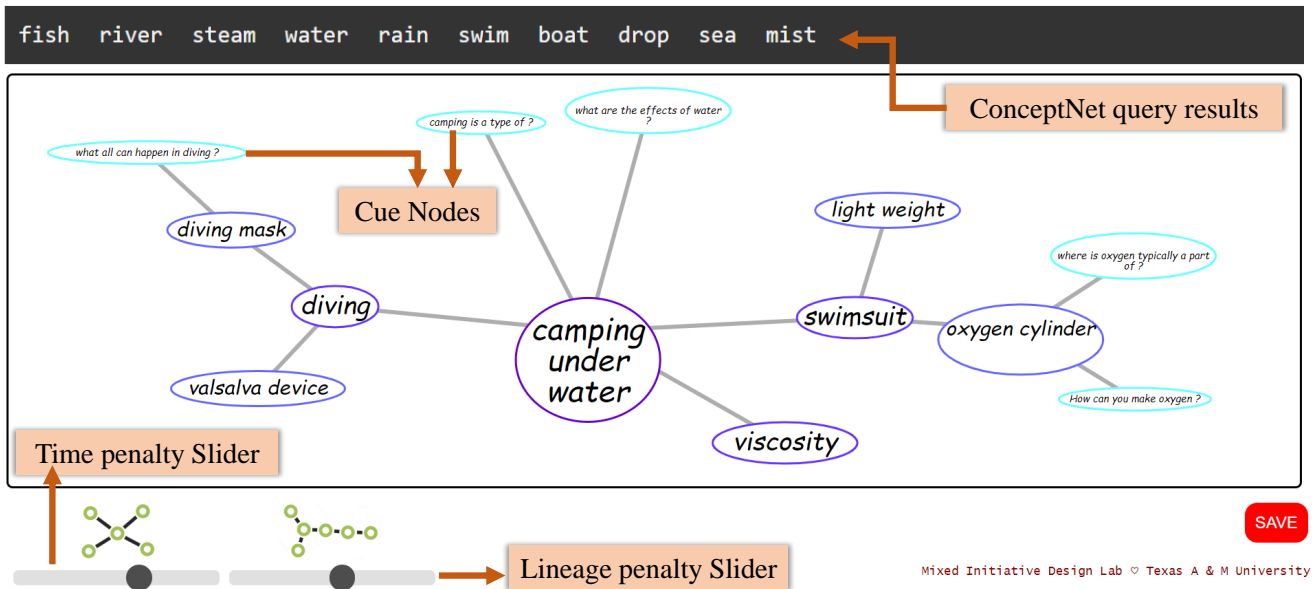 fish river steam water rain swim boat drop sea mist
ConceptNet query results
what are the effects of water
?
camping is a type of ?
what all can happen in diving ?
Cue Nodes
light weight
diving mask
where is oxygen typically a part
of ?
diving
swimsuit
oxygen cylinder
camping
under
water
valsalva device
How can you make oxygen ?
viscosity
Time penalty Slider
SAVE
Lineage penalty Slider
Mixed Initiative Design Lab ♡ Texas A & M University